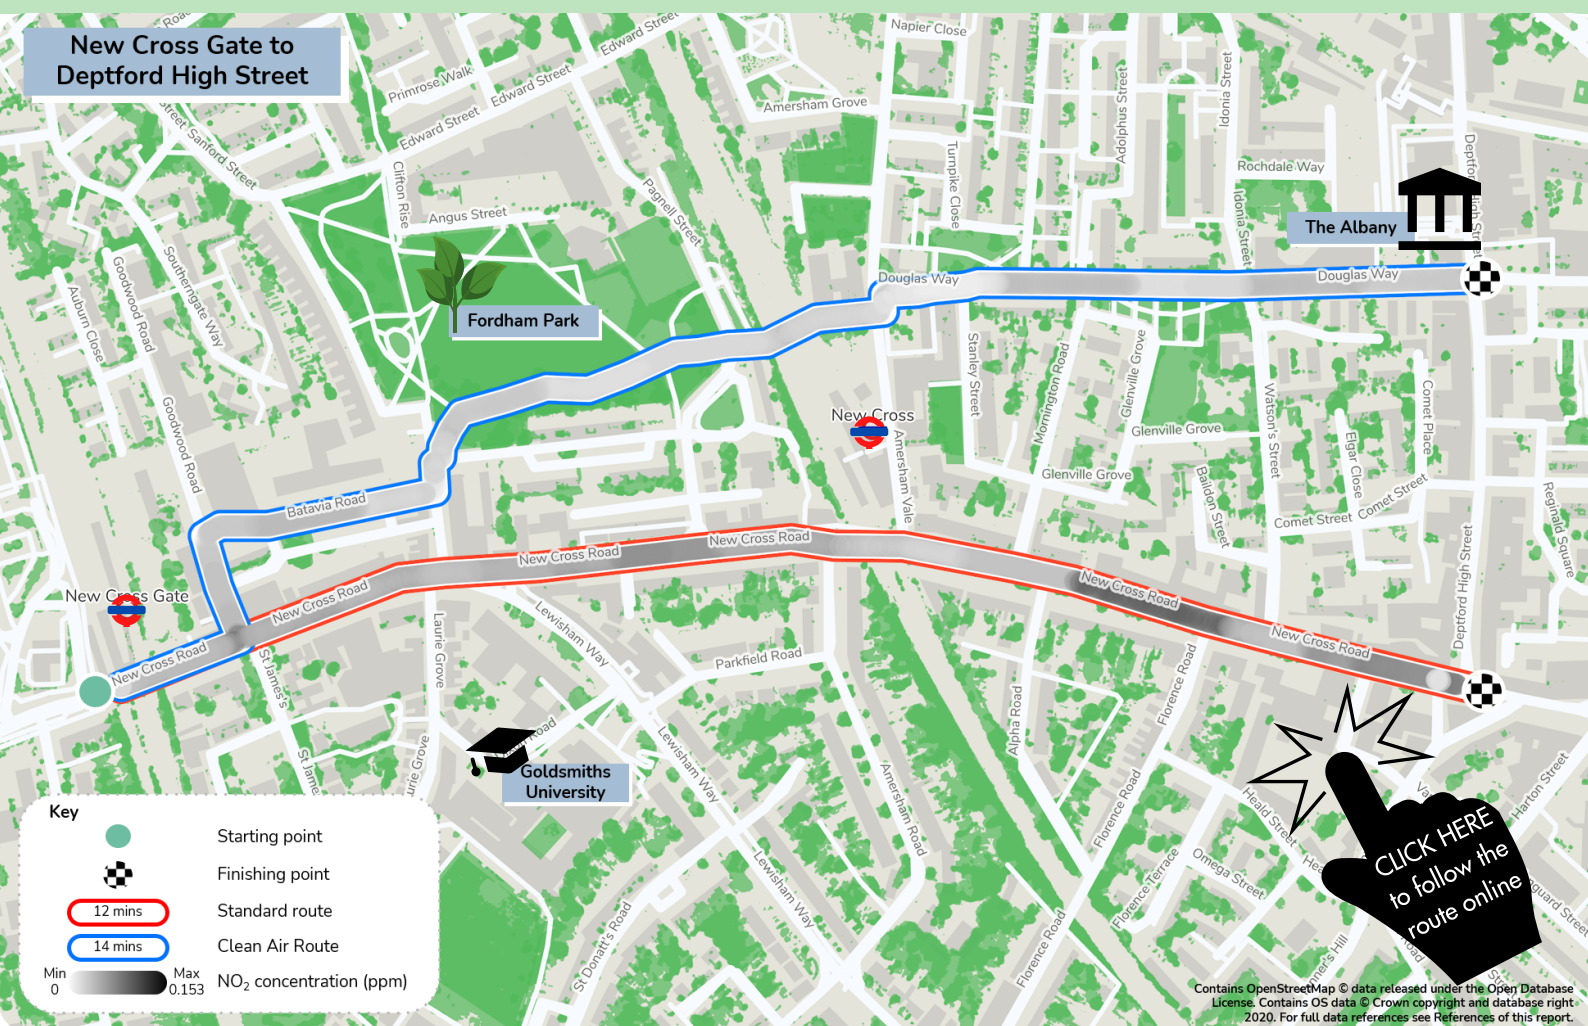 New Cross Gate to
Deptford High Street
Napier Close
Edward Street
Primrose Walk
Edward Street
Edward Street
Amersham Grove
Street
Sanford Street
Clifton Rise
Angus Street
Pagnell Street
Turnpike Close
Adolphus Street
Idonia Street
Idonia Street
Rochdale Way
The Albany
Douglas Way
Douglas Way
Southerngate Way
Goodwood Road
Auburn Close
Goodwood Road
Fordham Park
New Cross
Stanley Street
Mornington Road
Glenville Grove
Glenville Grove
Glenville Grove
Watson's Street
Comet Place
Elgar Close
Baildon Street
Comet Street
Comet Street
Reginald Square
Deptford High Street
Amersham Vale
Batavia Road
New Cross Road
New Cross Road
New Cross Road
New Cross Road
New Cross Road
New Cross Road
New Cross Gate
St James's
Laurie Grove
Lewisham Way
Parkfield Road
Lewisham Way
Lewisham Way
Amersham Road
Alpha Road
Florence Road
Florence Road
Florence Road
Florence Terrace
Heald Street
Omega Street
Harton Street
St Donatt's Road
Goldsmiths
University
Key
Starting point
Finishing point
12 mins
Standard route
14 mins
Clean Air Route
Min
0
Max
0.153
NO₂ concentration (ppm)
CLICK HERE
to follow the
route online
Contains OpenStreetMap © data released under the Open Database
License. Contains OS data © Crown copyright and database right
2020. For full data references see References of this report.